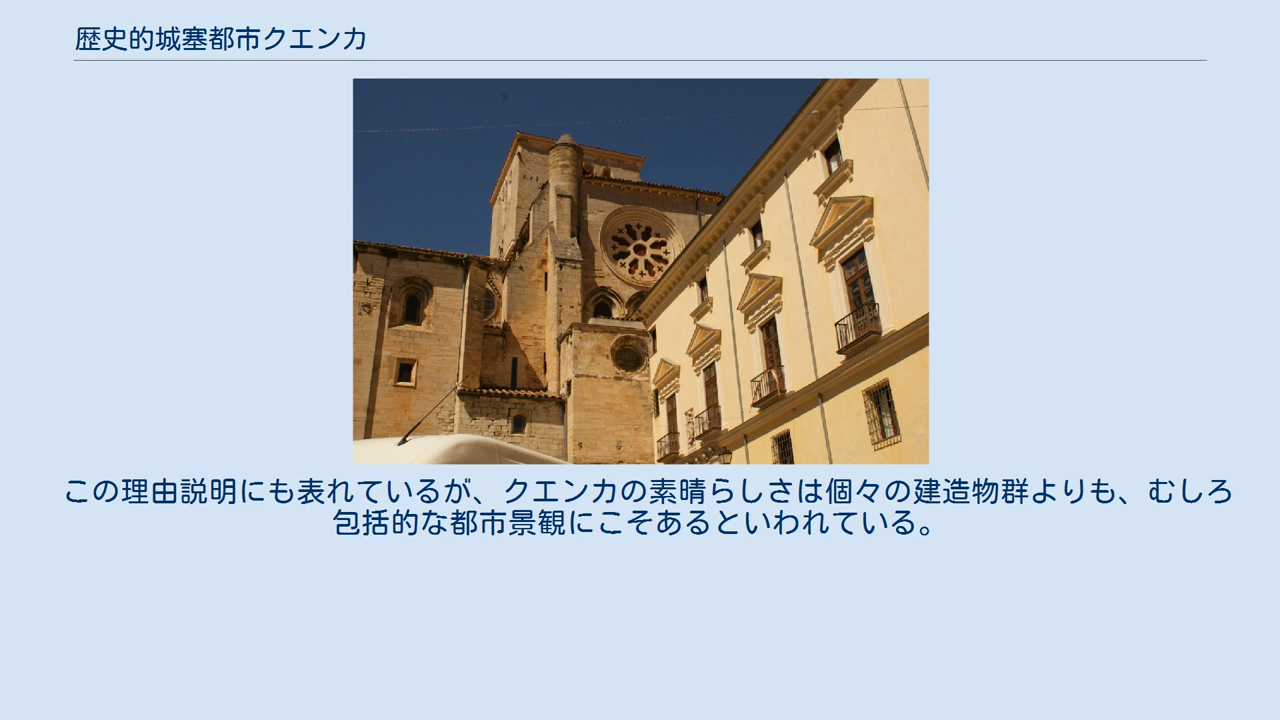 歴史的城塞都市クエンカ
この理由説明にも表れているが、クエンカの素晴らしさは個々の建造物群よりも、むしろ
包括的な都市景観にこそあるといわれている。